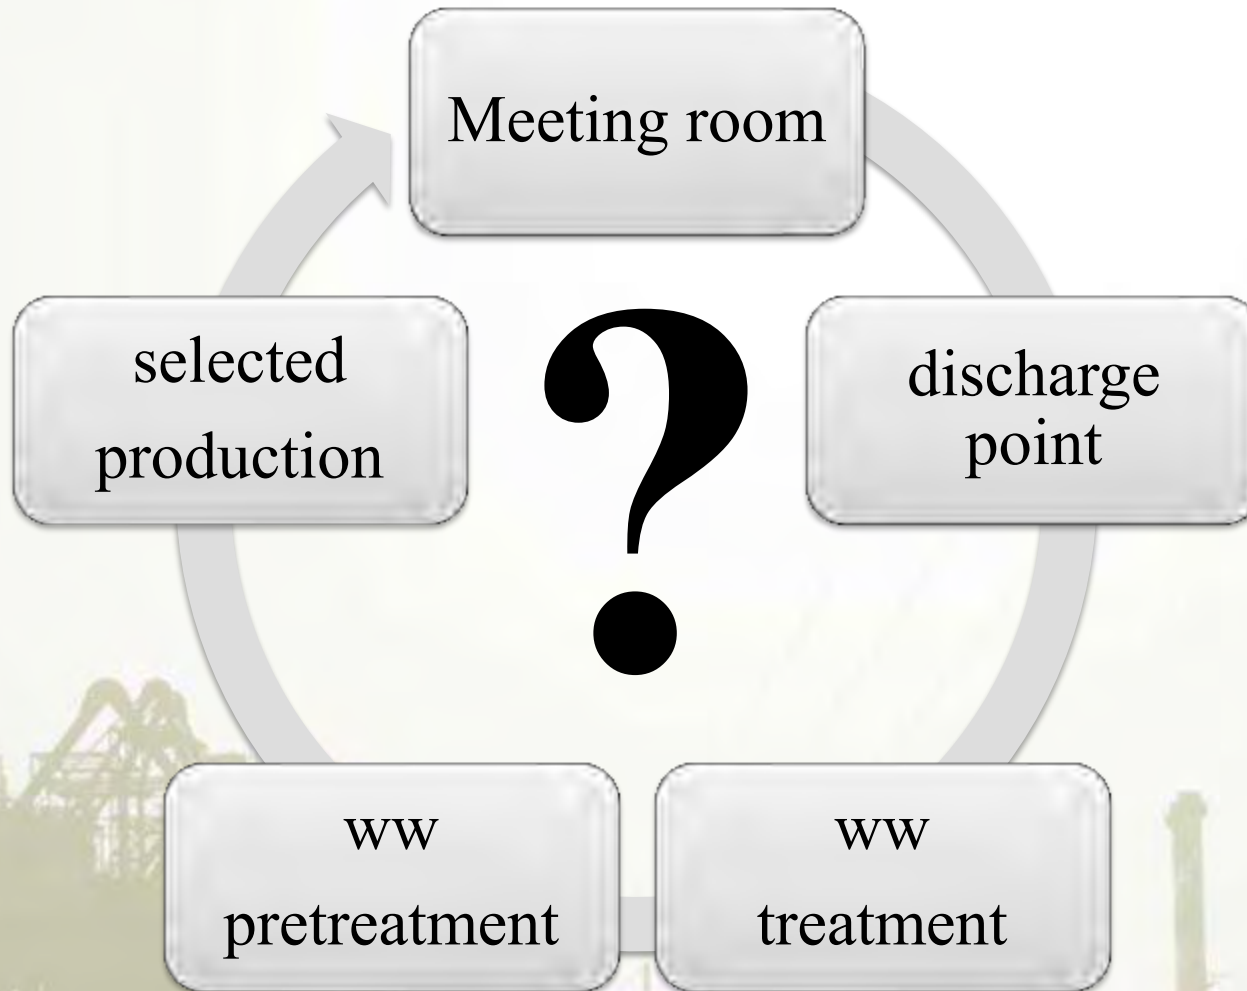 Meeting room
discharge
point
ww
treatment
ww
pretreatment
selected
production
?